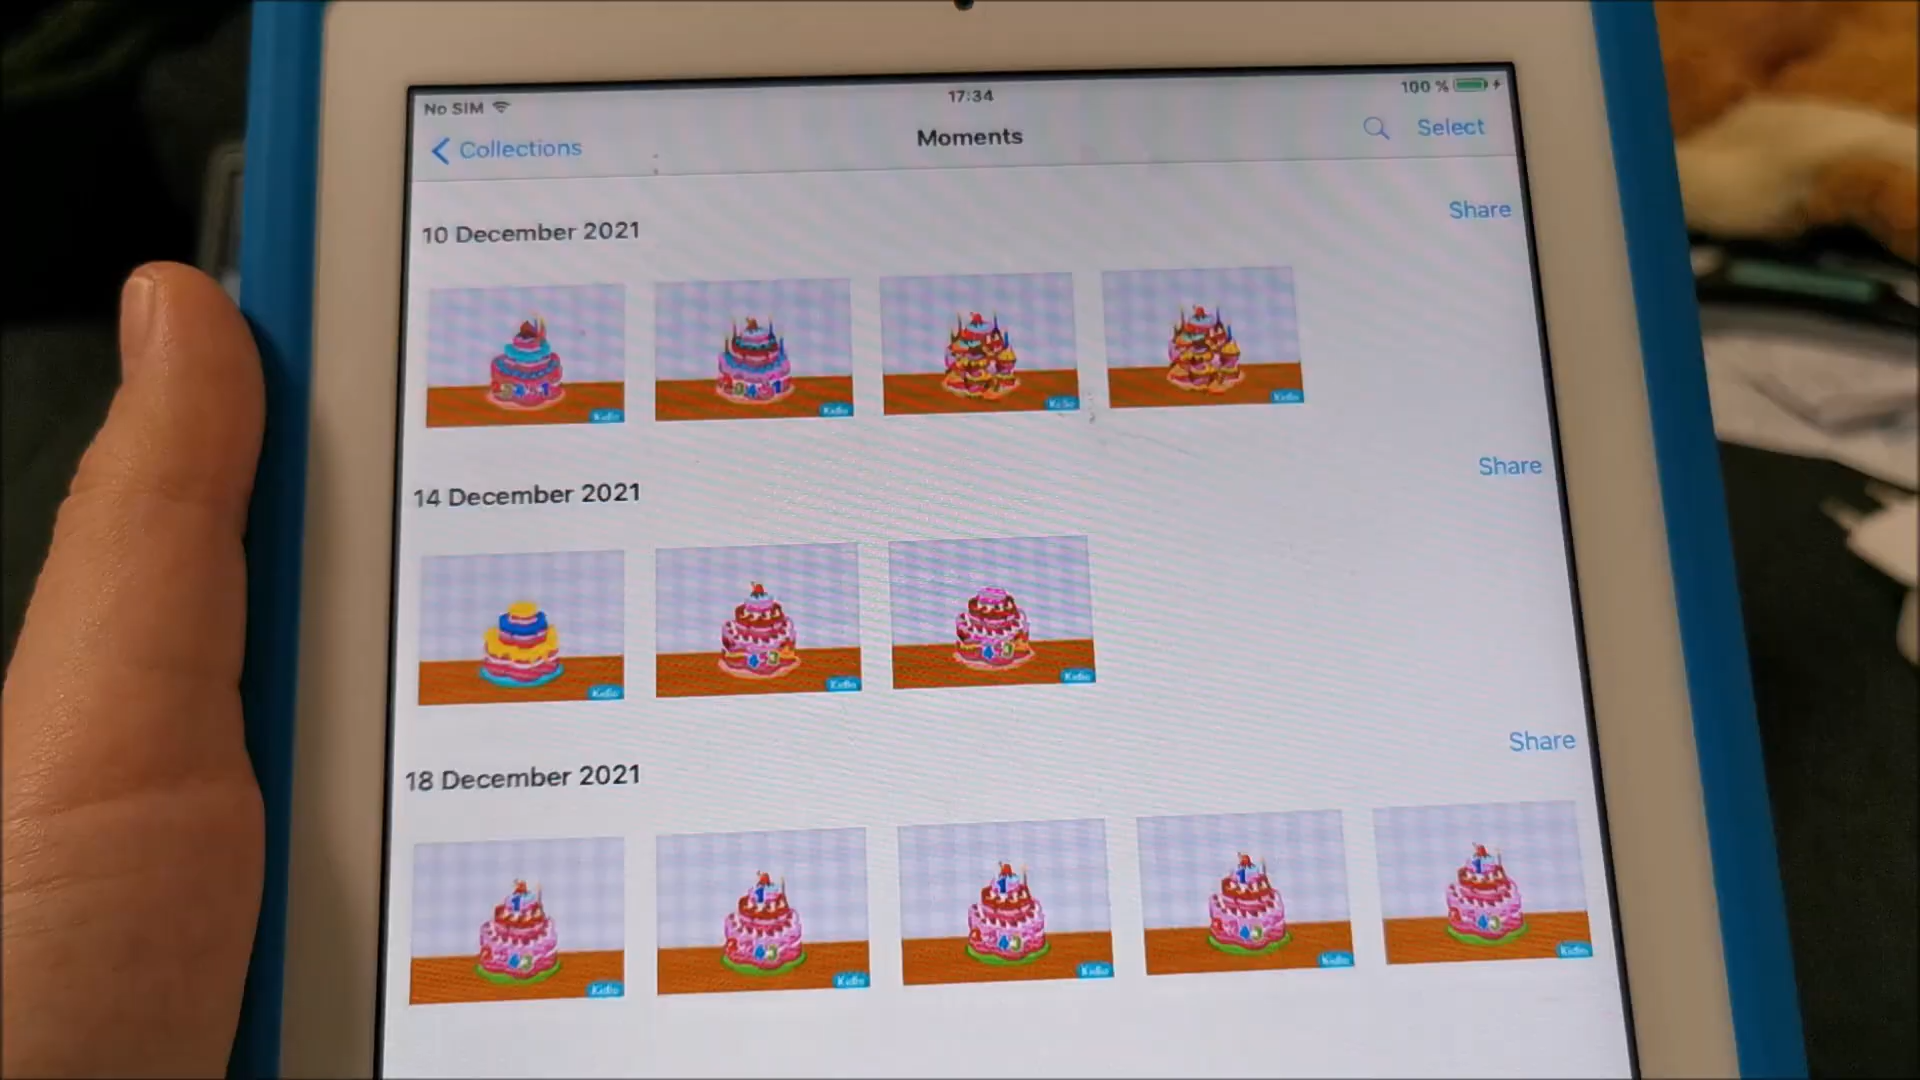 No SIM 17:34 100 %
Collections Moments Select
10 December 2021 Share
14 December 2021 Share
18 December 2021 Share